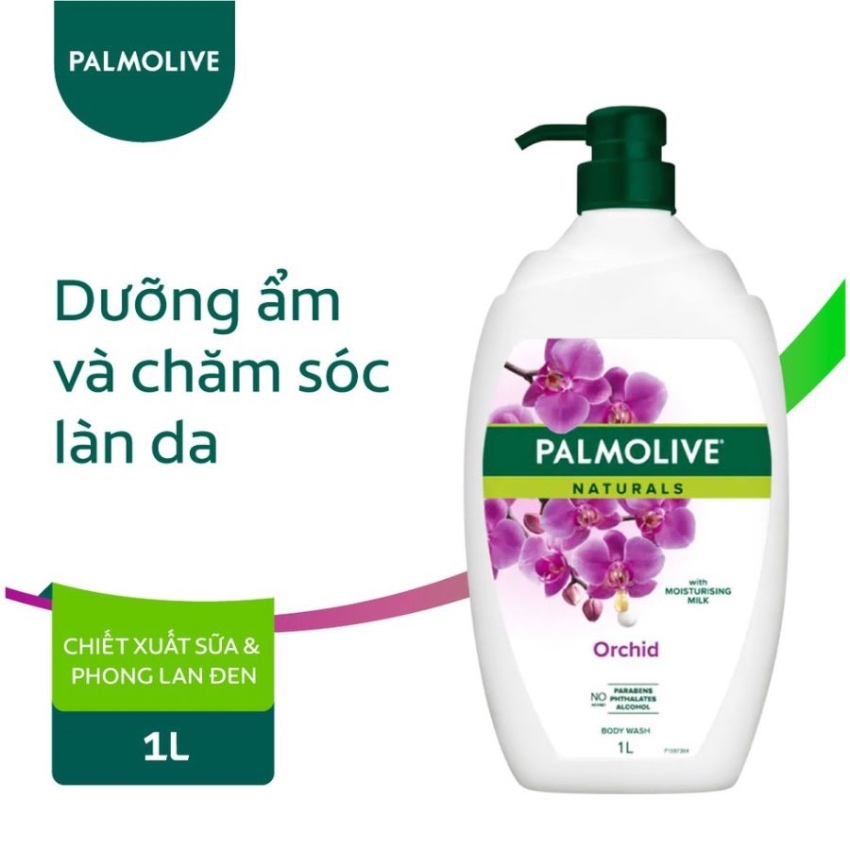 PALMOLIVE
Dưỡng ẩm
và chăm sóc
làn da
CHIẾT XUẤT SỮA &
PHONG LAN ĐEN
1L
PALMOLIVE
NATURALS
with
MOISTURISING
MILK
Orchid
NO
PARABENS
PHTHALATES
ALCOHOL
BODY WASH
1L